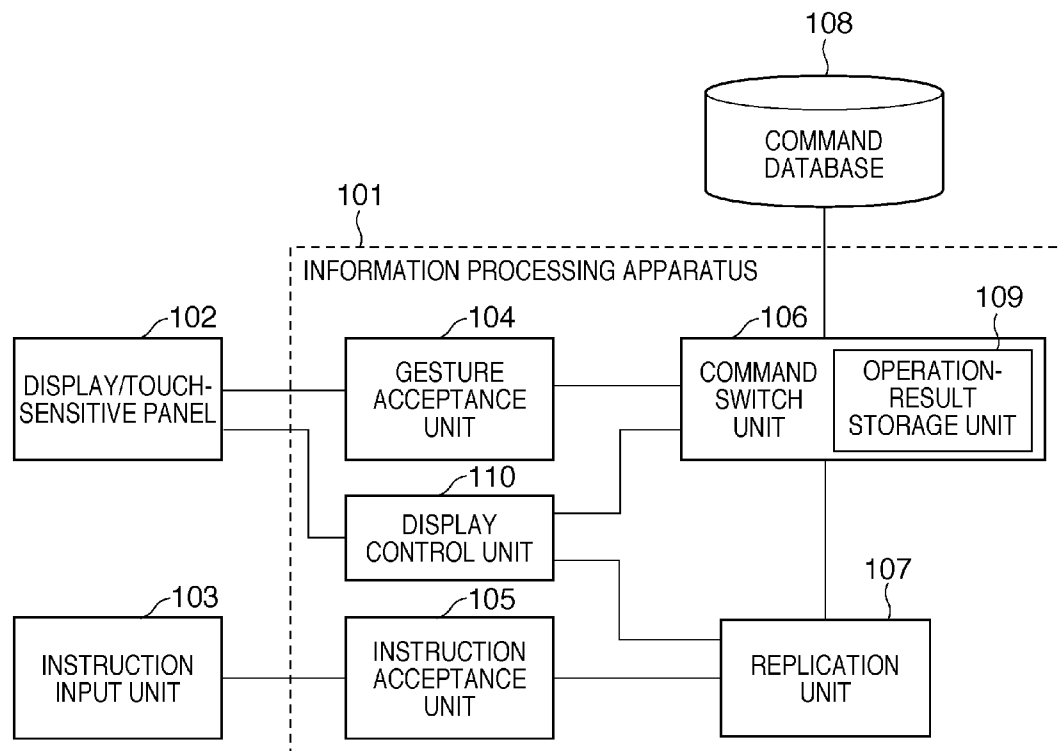 108
COMMAND
DATABASE
101
INFORMATION PROCESSING APPARATUS
102
DISPLAY/TOUCH-
SENSITIVE PANEL
104
GESTURE
ACCEPTANCE
UNIT
106
COMMAND
SWITCH
UNIT
109
OPERATION-
RESULT
STORAGE UNIT
110
DISPLAY
CONTROL UNIT
103
INSTRUCTION
INPUT UNIT
105
INSTRUCTION
ACCEPTANCE
UNIT
107
REPLICATION
UNIT